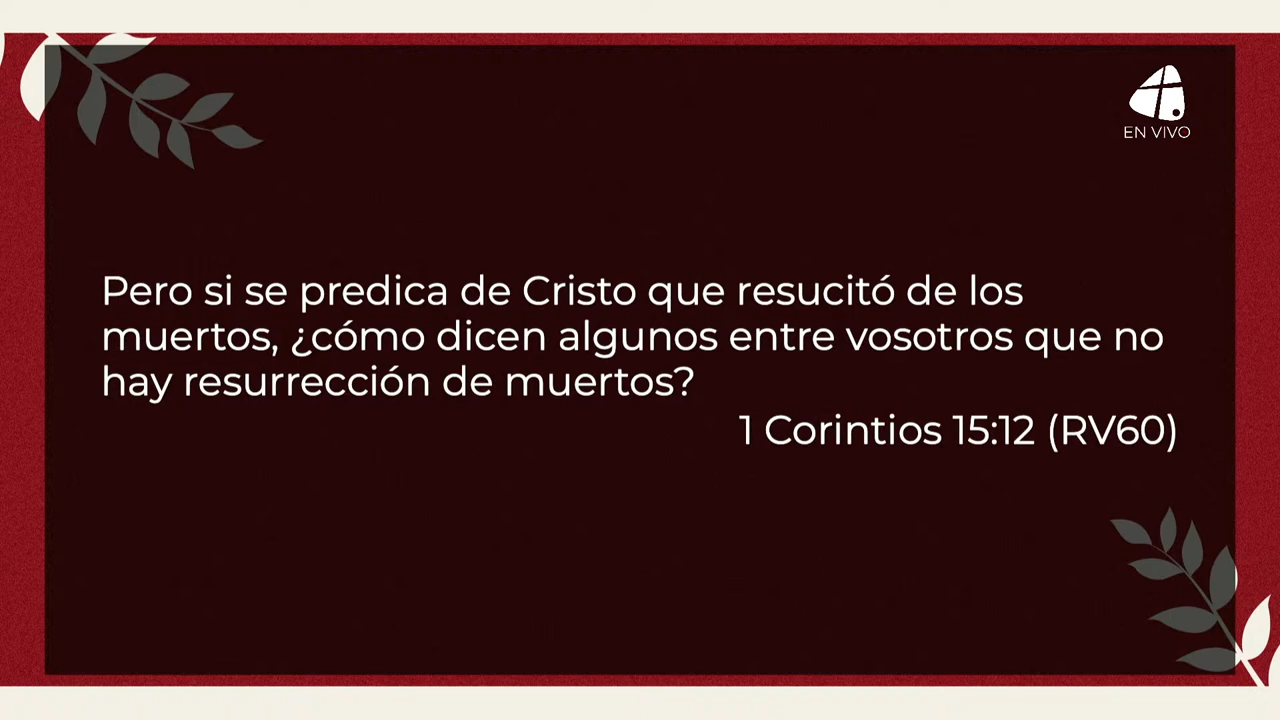 EN VIVO
Pero si se predica de Cristo que resucitó de los
muertos, ¿cómo dicen algunos entre vosotros que no
hay resurrección de muertos?
1 Corintios 15:12 (RV60)